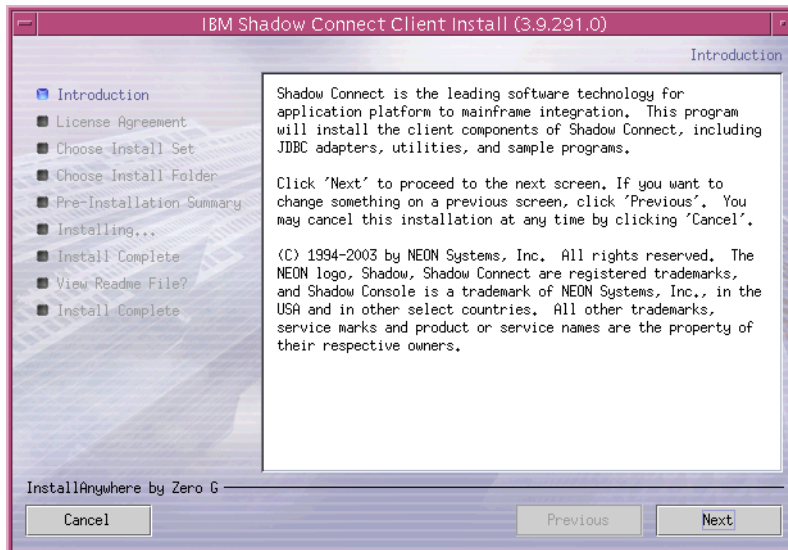 IBM Shadow Connect Client Install (3.9.291.0)
Introduction
Introduction
License Agreement
Choose Install Set
Choose Install Folder
Pre-Installation Summary
Installing...
Install Complete
View Readme File?
Install Complete
Shadow Connect is the leading software technology for
application platform to mainframe integration.  This program
will install the client components of Shadow Connect, including
JDBC adapters, utilities, and sample programs.
Click 'Next' to proceed to the next screen. If you want to
change something on a previous screen, click 'Previous'.  You
may cancel this installation at any time by clicking 'Cancel'.
(C) 1994-2003 by NEON Systems, Inc.  All rights reserved.  The
NEON logo, Shadow, Shadow Connect are registered trademarks,
and Shadow Console is a trademark of NEON Systems, Inc., in the
USA and in other select countries.  All other trademarks,
service marks and product or service names are the property of
their respective owners.
InstallAnywhere by Zero G
Cancel
Previous
Next